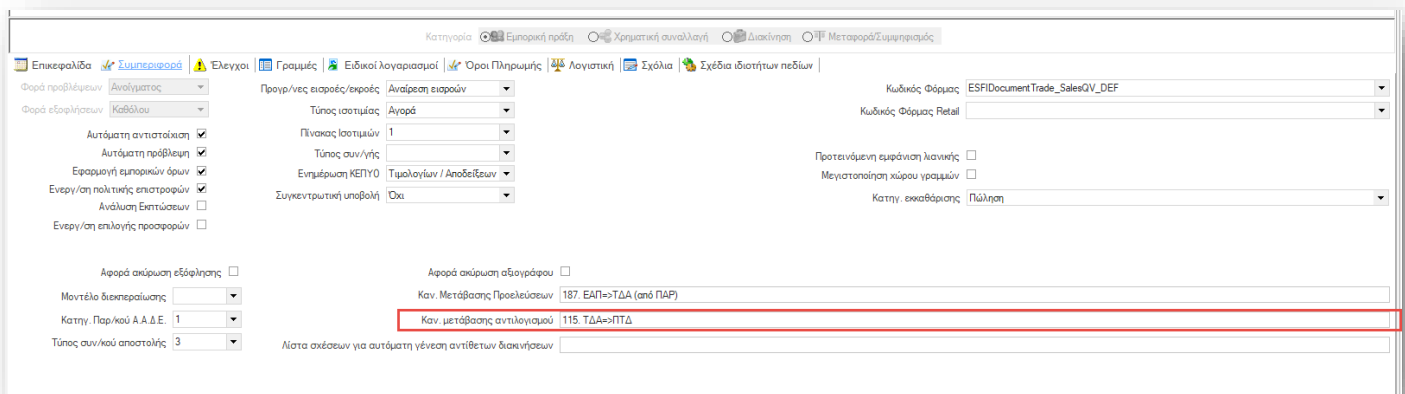 Κατηγορία Εμπορική πράξη Χρηματική συναλλαγή Διακίνηση Μεταφορά/Συμψηφισμός
Επικεφαλίδα Συμπεριφορά Έλεγχοι Γραμμές Ειδικοί λογαριασμοί Όροι Πληρωμής Λογιστική Σχόλια Σχέδια ιδιοτήτων πεδίων
Φορά προβλέψεων Ανοίγματος Προγρ/νες εισροές/εκροές Αναίρεση εισροών Κωδικός Φόρμας ESFIDocumentTrade_SalesQV_DEF
Φορά εξοφλήσεων Καθόλου Τύπος ισοτιμίας Αγορά Κωδικός Φόρμας Retail
Αυτόματη αντιστοίχιση Πίνακας Ισοτιμιών 1
Αυτόματη πρόβλεψη Τύπος συν/γής Προτεινόμενη εμφάνιση λιανικής
Εφαρμογή εμπορικών όρων Ενημέρωση ΚΕΠΥΟ Τιμολογίων / Αποδείξεων Μεγιστοποίηση χώρου γραμμών
Ενεργ/ση πολιτικής επιστροφών Συγκεντρωτική υποβολή Όχι Κατηγ. εκκαθάρισης Πώληση
Ανάλυση Εκπτώσεων
Ενεργ/ση επιλογής προσφορών
Αφορά ακύρωση εξόφλησης Αφορά ακύρωση αξιογράφου
Μοντέλο διεκπεραίωσης Καν. Μετάβασης Προελεύσεων 187. ΕΑΠ=>ΤΔΑ (από ΠΑΡ)
Κατηγ. Παρ/κού Α.Α.Δ.Ε. 1 Καν. μετάβασης αντιλογισμού 115. ΤΔΑ=>ΠΤΔ
Τύπος συν/κού αποστολής 3 Λίστα σχέσεων για αυτόματη γένεση αντίθετων διακινήσεων